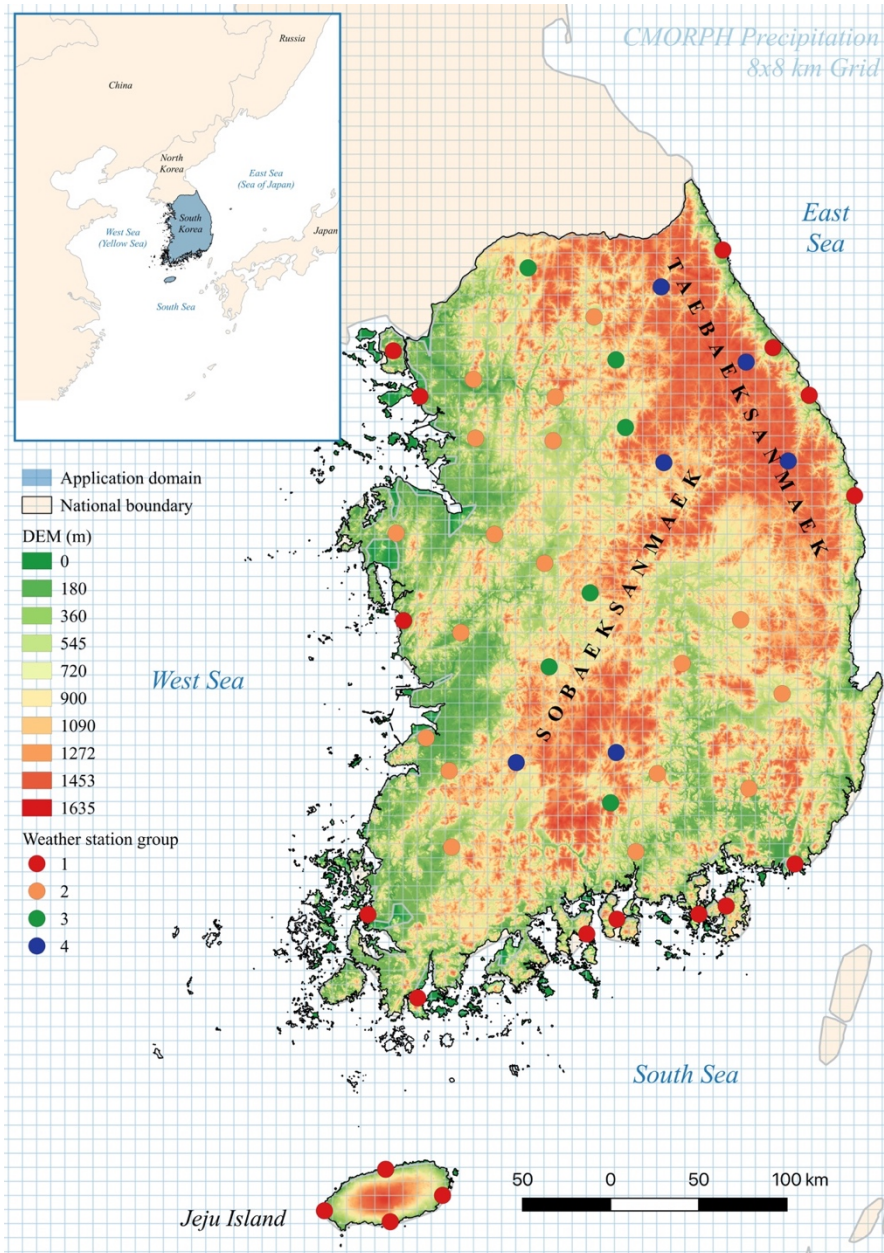 CMORPH Precipitation
8x8 km Grid
Russia
China
North
Korea
East Sea
(Sea of Japan)
South
Korea
West Sea
(Yellow Sea)
Japan
South Sea
East
Sea
TAEBAEKSANMAEK
SOBAEKSANMAEK
Application domain
National boundary
DEM (m)
0
180
360
545
720
900
1090
1272
1453
1635
West Sea
Weather station group
1
2
3
4
South Sea
Jeju Island
50 0 50 100 km